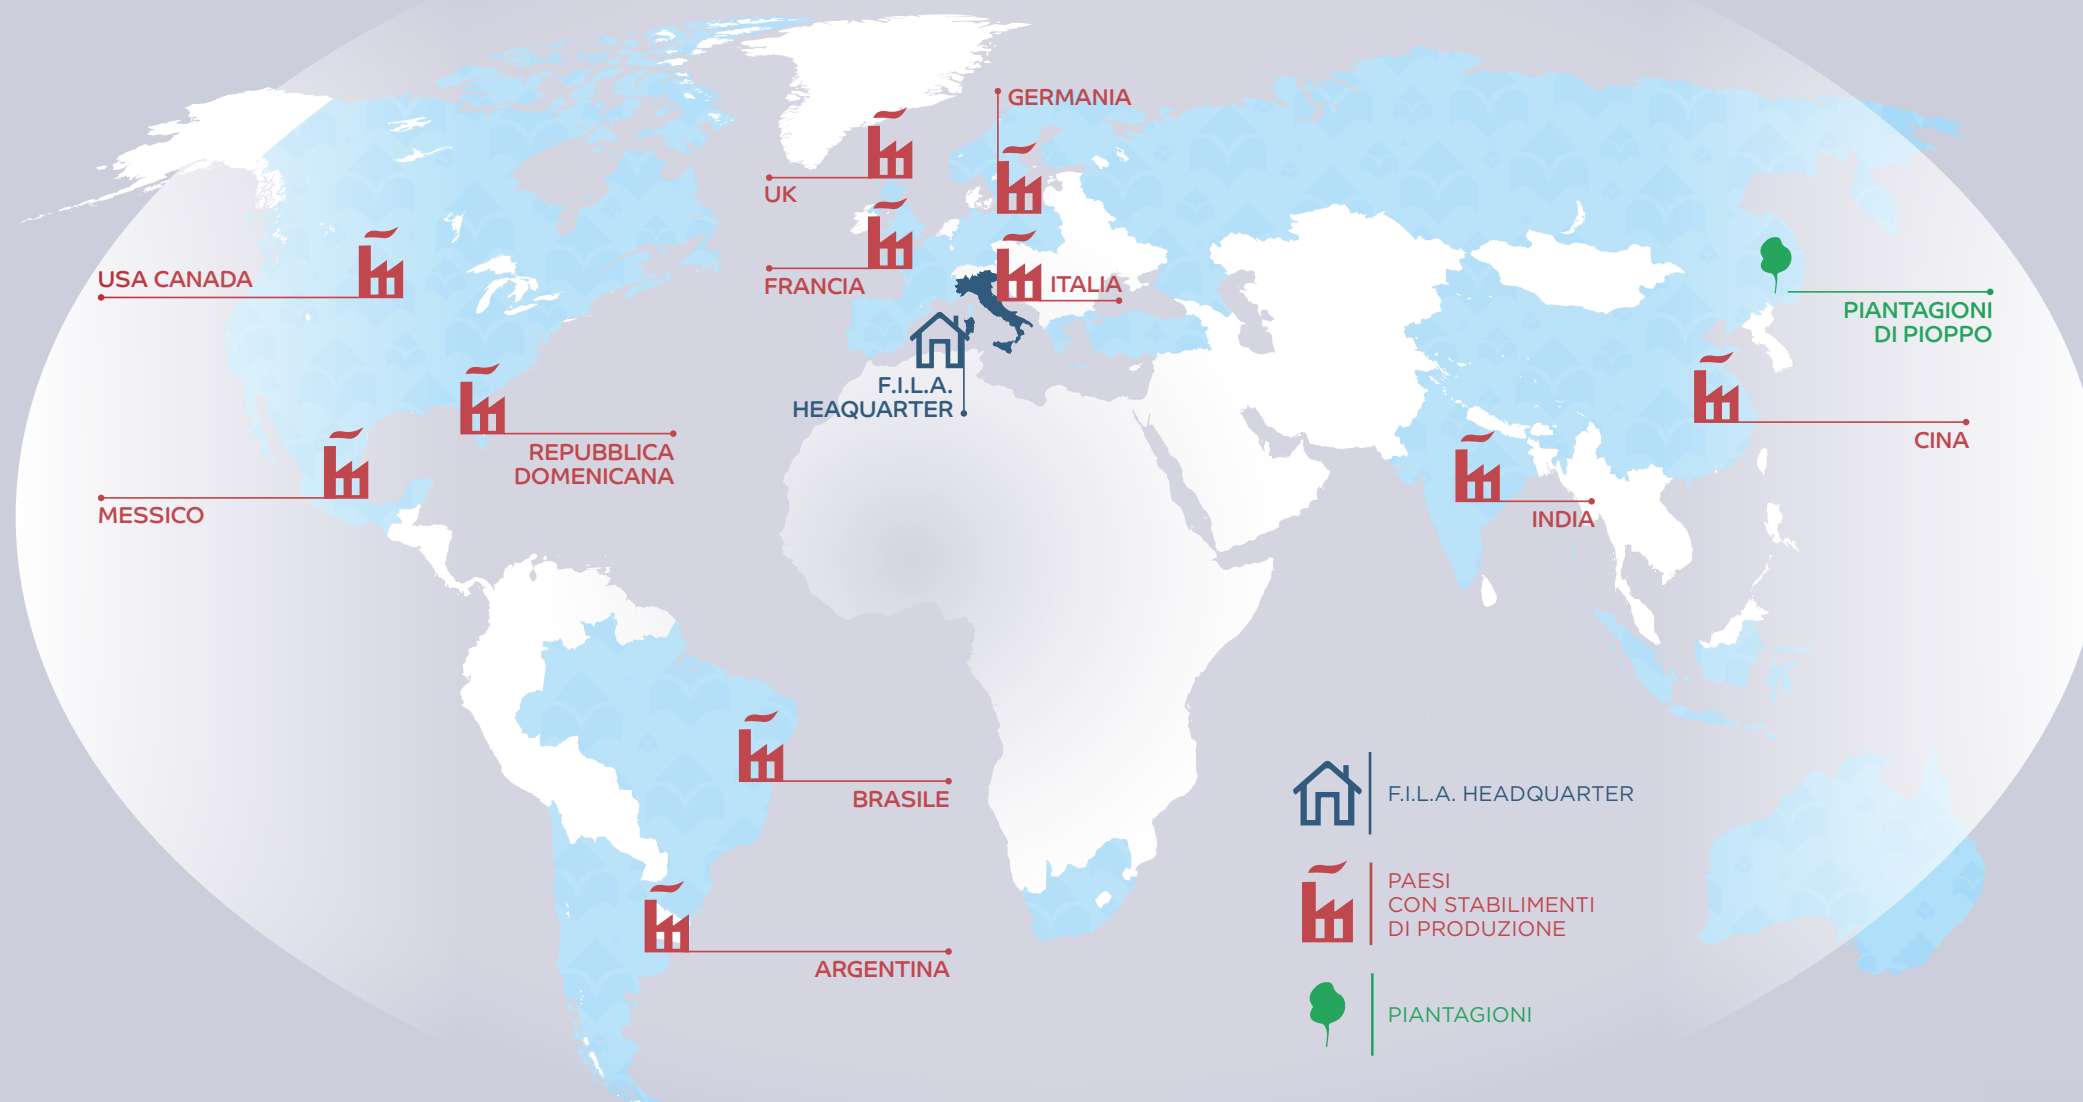 GERMANIA
UK
USA CANADA
FRANCIA
ITALIA
PIANTAGIONI
DI PIOPPO
F.I.L.A.
HEAQUARTER
REPUBBLICA
DOMENICANA
CINA
MESSICO
INDIA
BRASILE
ARGENTINA
F.I.L.A. HEADQUARTER
PAESI
CON STABILIMENTI
DI PRODUZIONE
PIANTAGIONI